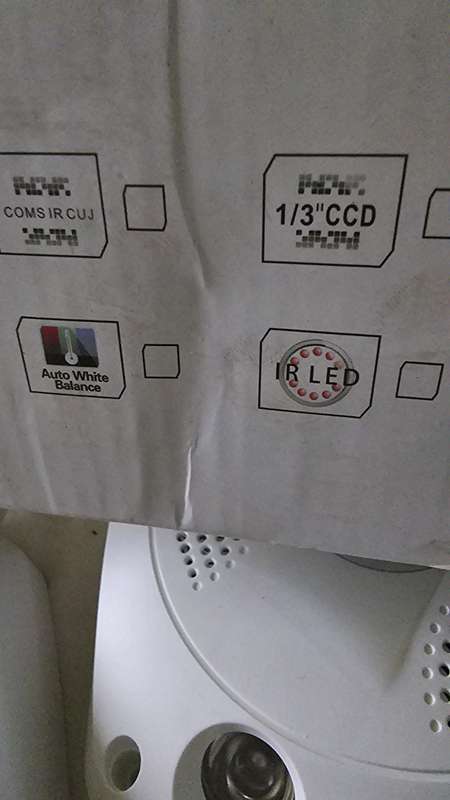 COMS IR CUJ
1/3"CCD
Auto White
Balance
IR LED